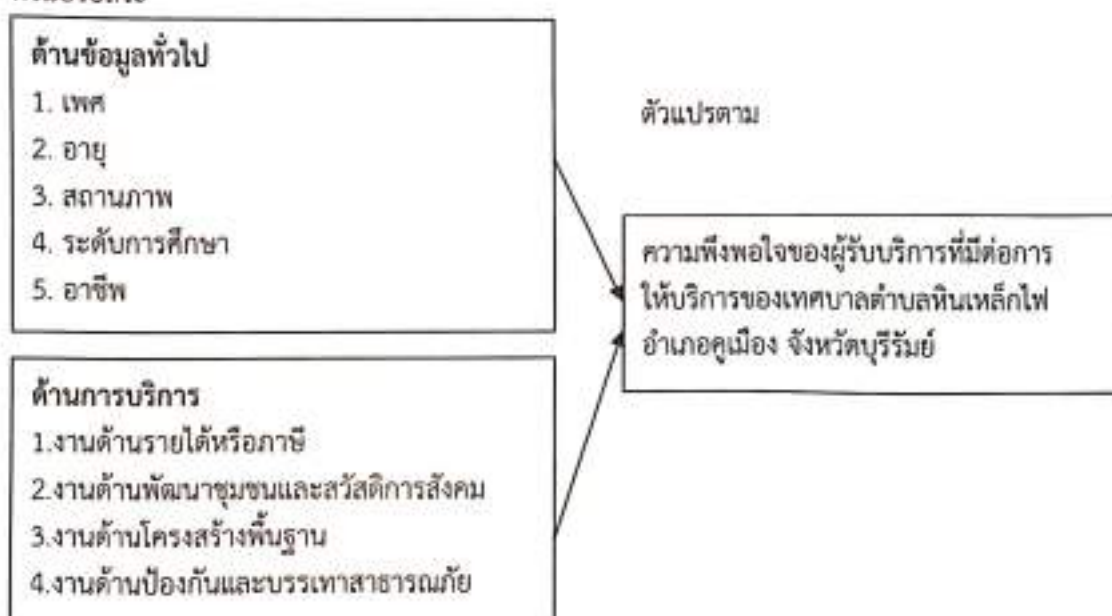 ด้านข้อมูลทั่วไป
1. เพศ
2. อายุ
3. สถานภาพ
4. ระดับการศึกษา
5. อาชีพ
ตัวแปรตาม
ความพึงพอใจของผู้รับบริการที่มีต่อการ
ให้บริการของเทศบาลตำบลหินเหล็กไฟ
อำเภอคูเมือง จังหวัดบุรีรัมย์
ด้านการบริการ
1.งานด้านรายได้หรือภาษี
2.งานด้านพัฒนาชุมชนและสวัสดิการสังคม
3.งานด้านโครงสร้างพื้นฐาน
4.งานด้านป้องกันและบรรเทาสาธารณภัย